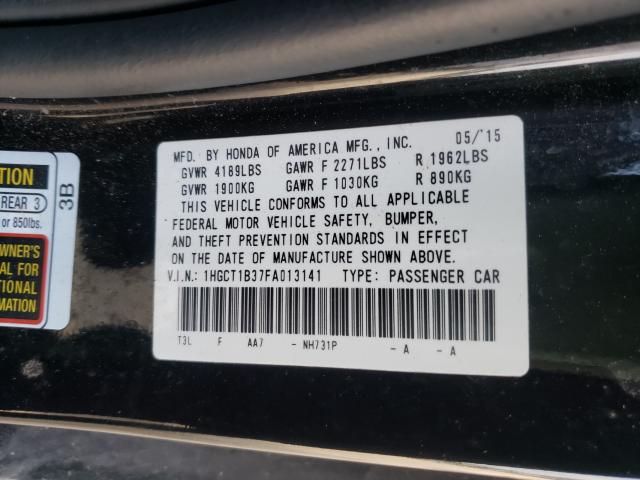 TION
REAR 3
or 850lbs.
3B
OWNER'S
AL FOR
TIONAL
RMATION
MFD. BY HONDA OF AMERICA MFG., INC. 05/'15
GVWR 4189LBS GAWR F 2271LBS R 1962LBS
GVWR 1900KG GAWR F 1030KG R 890KG
THIS VEHICLE CONFORMS TO ALL APPLICABLE
FEDERAL MOTOR VEHICLE SAFETY, BUMPER,
AND THEFT PREVENTION STANDARDS IN EFFECT
ON THE DATE OF MANUFACTURE SHOWN ABOVE.
V.I.N.: 1HGCT1B37FA013141 TYPE: PASSENGER CAR
T3L F AA7 - NH731P - A - A